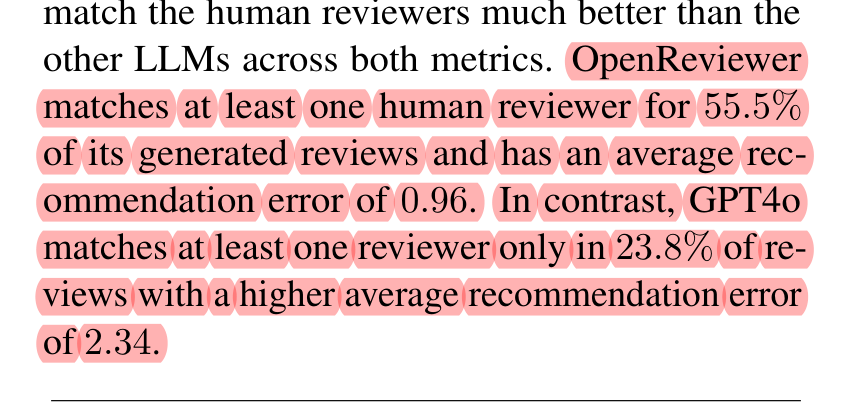 match the human reviewers much better than the
other LLMs across both metrics. OpenReviewer
matches at least one human reviewer for 55.5%
of its generated reviews and has an average rec-
ommendation error of 0.96. In contrast, GPT4o
matches at least one reviewer only in 23.8% of re-
views with a higher average recommendation error
of 2.34.